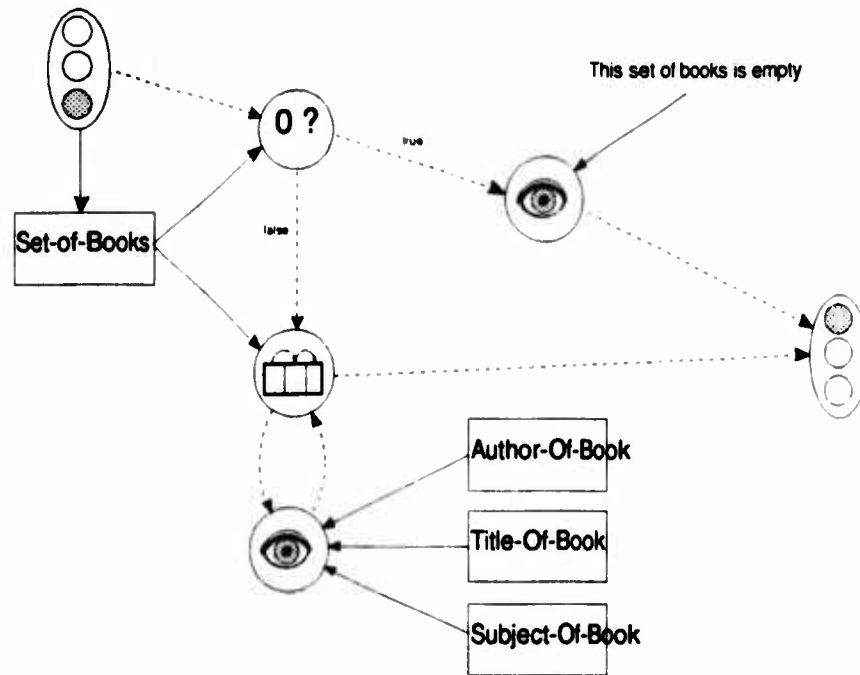 This set of books is empty
0 ?
true
Set-of-Books
false
Author-Of-Book
Title-Of-Book
Subject-Of-Book